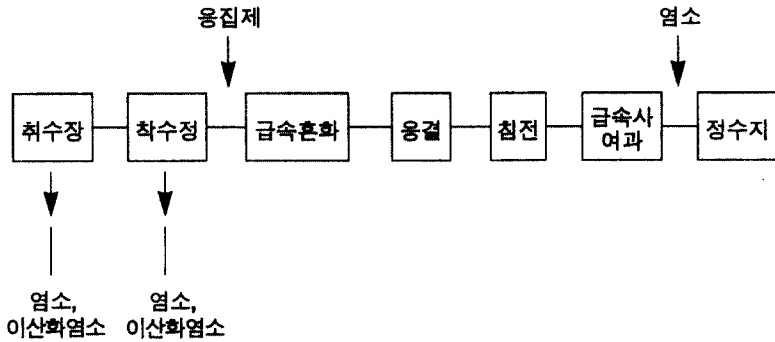 응집제
염소
취수장
착수정
급속혼화
응결
침전
급속사
여과
정수지
염소,
이산화염소
염소,
이산화염소